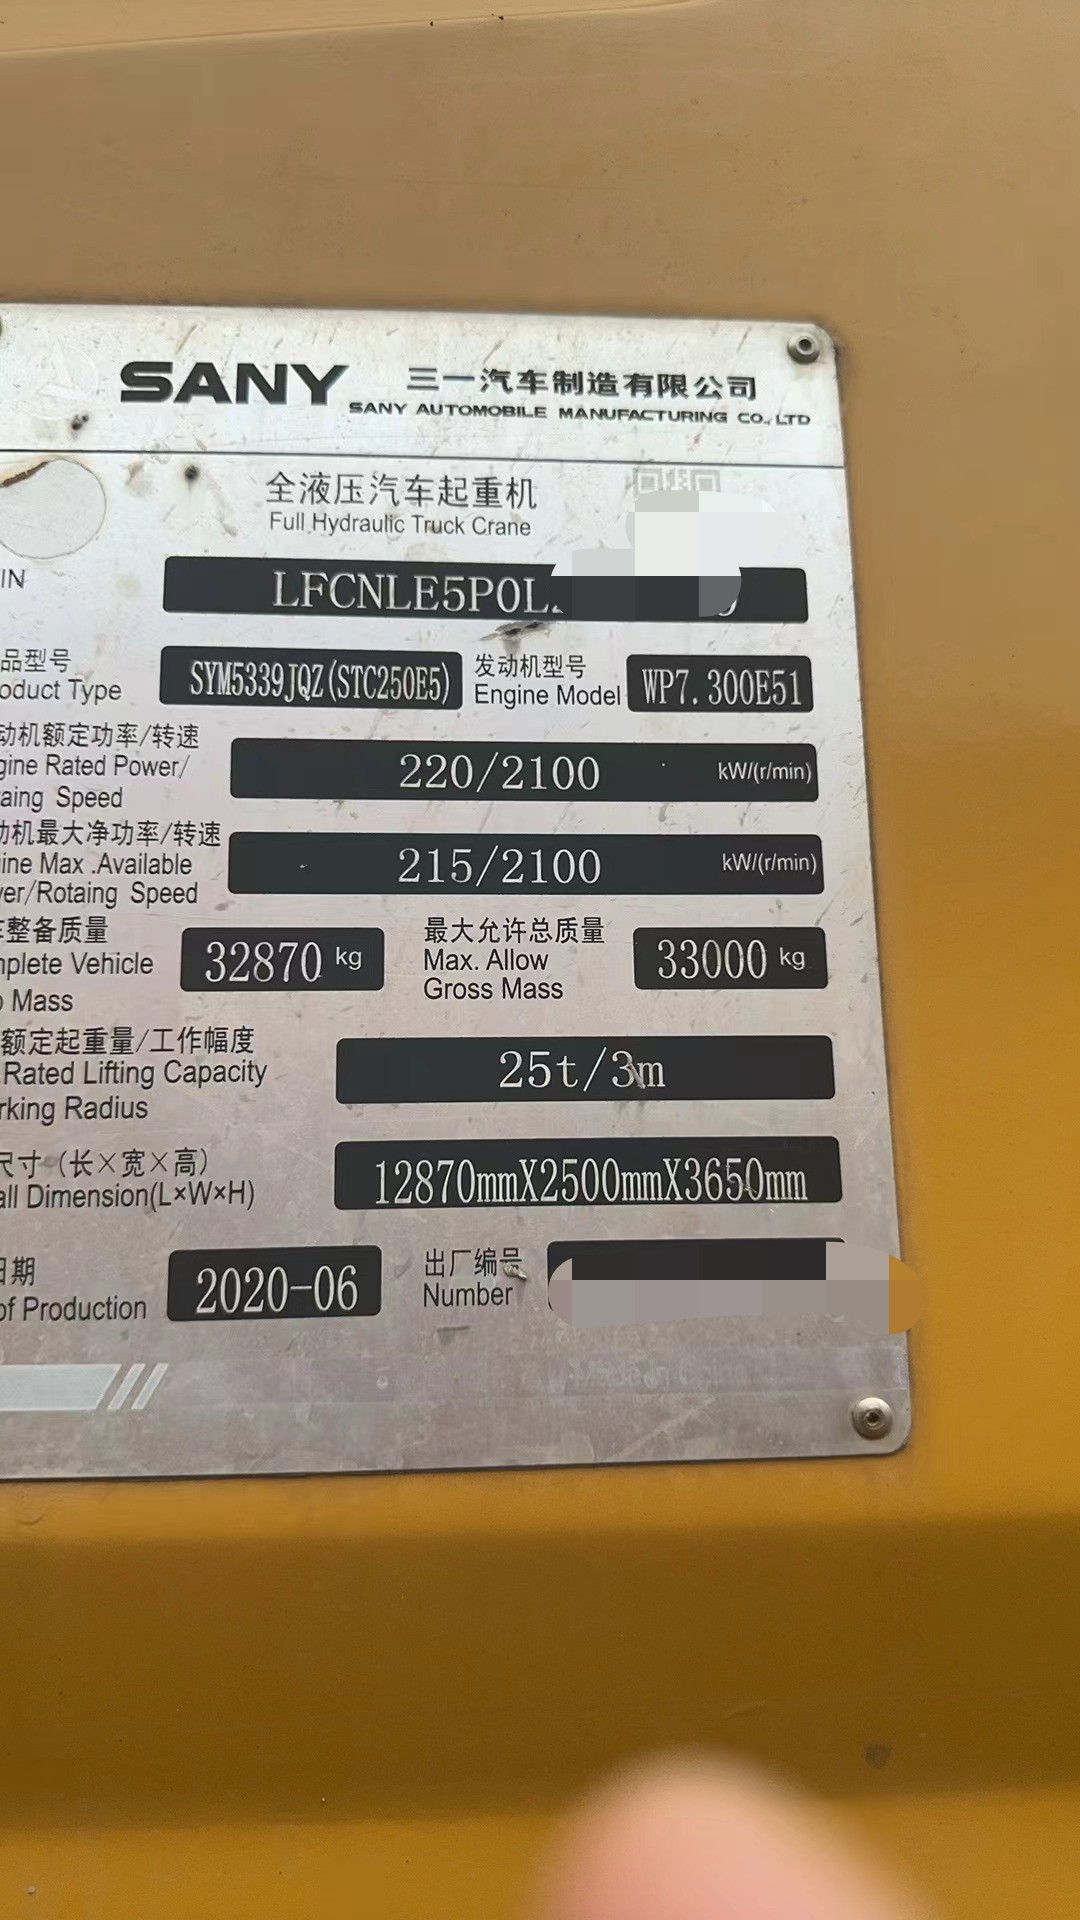 SANY 三一汽车制造有限公司
SANY AUTOMOBILE MANUFACTURING CO., LTD
全液压汽车起重机
Full Hydraulic Truck Crane
IN LFCNLE5P0L
品型号 SYM5339JQZ(STC250E5) 发动机型号 WP7.300E51
oduct Type Engine Model
动机额定功率/转速
gine Rated Power/ 220/2100 kW/(r/min)
aing Speed
动机最大净功率/转速
ine Max .Available 215/2100 kW/(r/min)
er/Rotaing Speed
整备质量 最大允许总质量
mplete Vehicle 32870 kg Max. Allow 33000 kg
Mass Gross Mass
额定起重量/工作幅度
Rated Lifting Capacity 25t/3m
rking Radius
尺寸（长×宽×高）
all Dimension(L×W×H) 12870mmX2500mmX3650mm
日期 2020-06 出厂编号
of Production Number